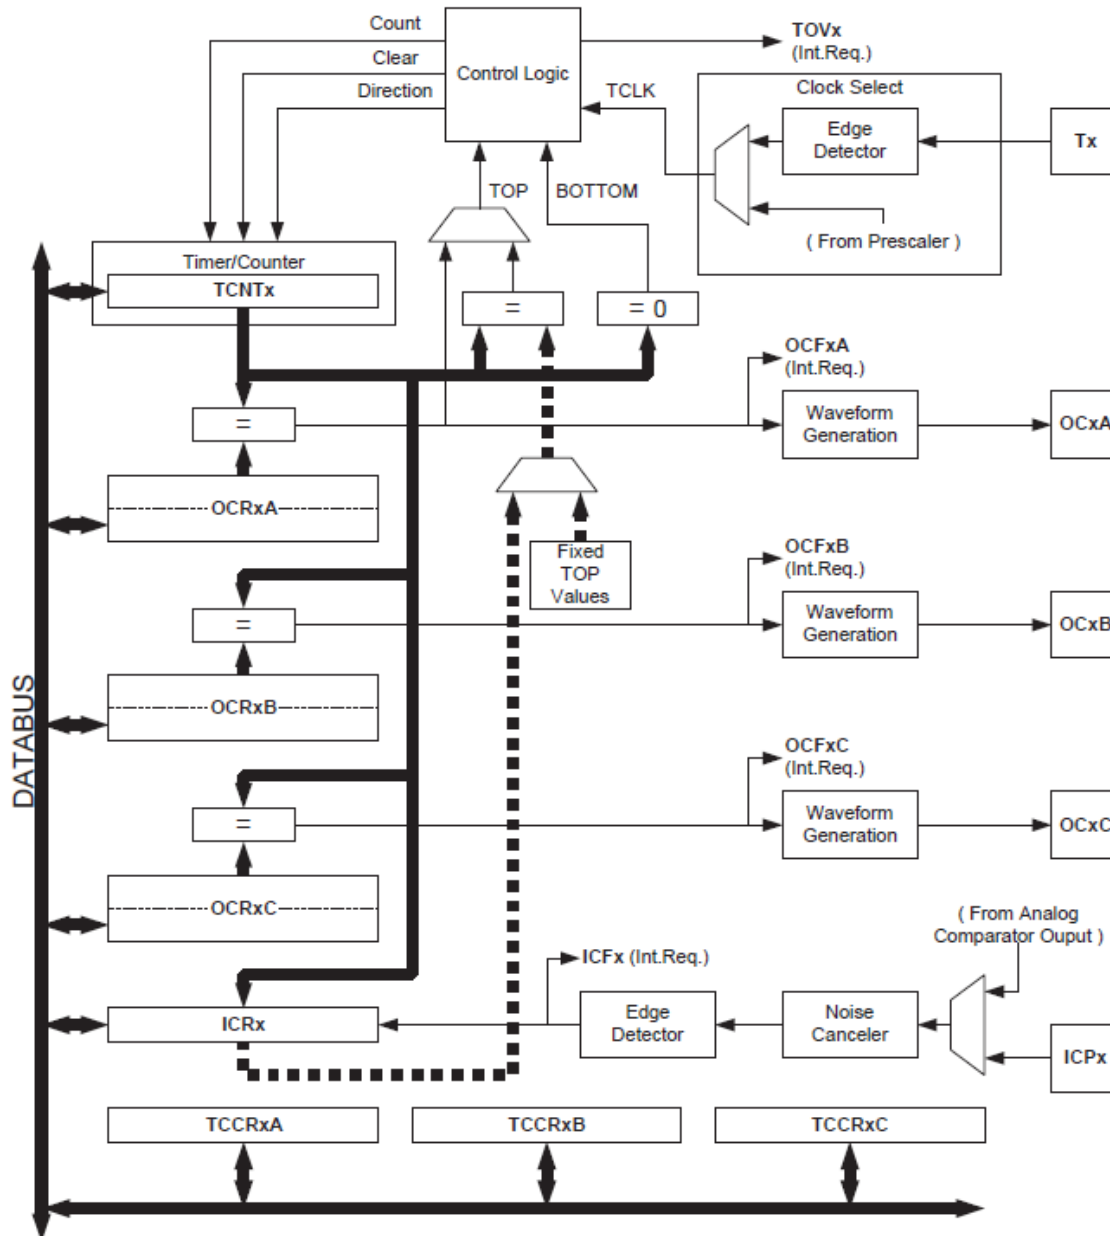 Count
Clear
Direction
Control Logic
TOVx
(Int.Req.)
TCLK
Clock Select
Edge
Detector
Tx
( From Prescaler )
TOP
BOTTOM
Timer/Counter
TCNTx
=
= 0
OCFxA
(Int.Req.)
=
Waveform
Generation
OCxA
OCRxA
Fixed
TOP
Values
OCFxB
(Int.Req.)
=
Waveform
Generation
OCxB
OCRxB
DATABUS
OCFxC
(Int.Req.)
=
Waveform
Generation
OCxC
OCRxC
( From Analog
Comparator Ouput )
ICFx (Int.Req.)
ICRx
Edge
Detector
Noise
Canceler
ICPx
TCCRxA
TCCRxB
TCCRxC